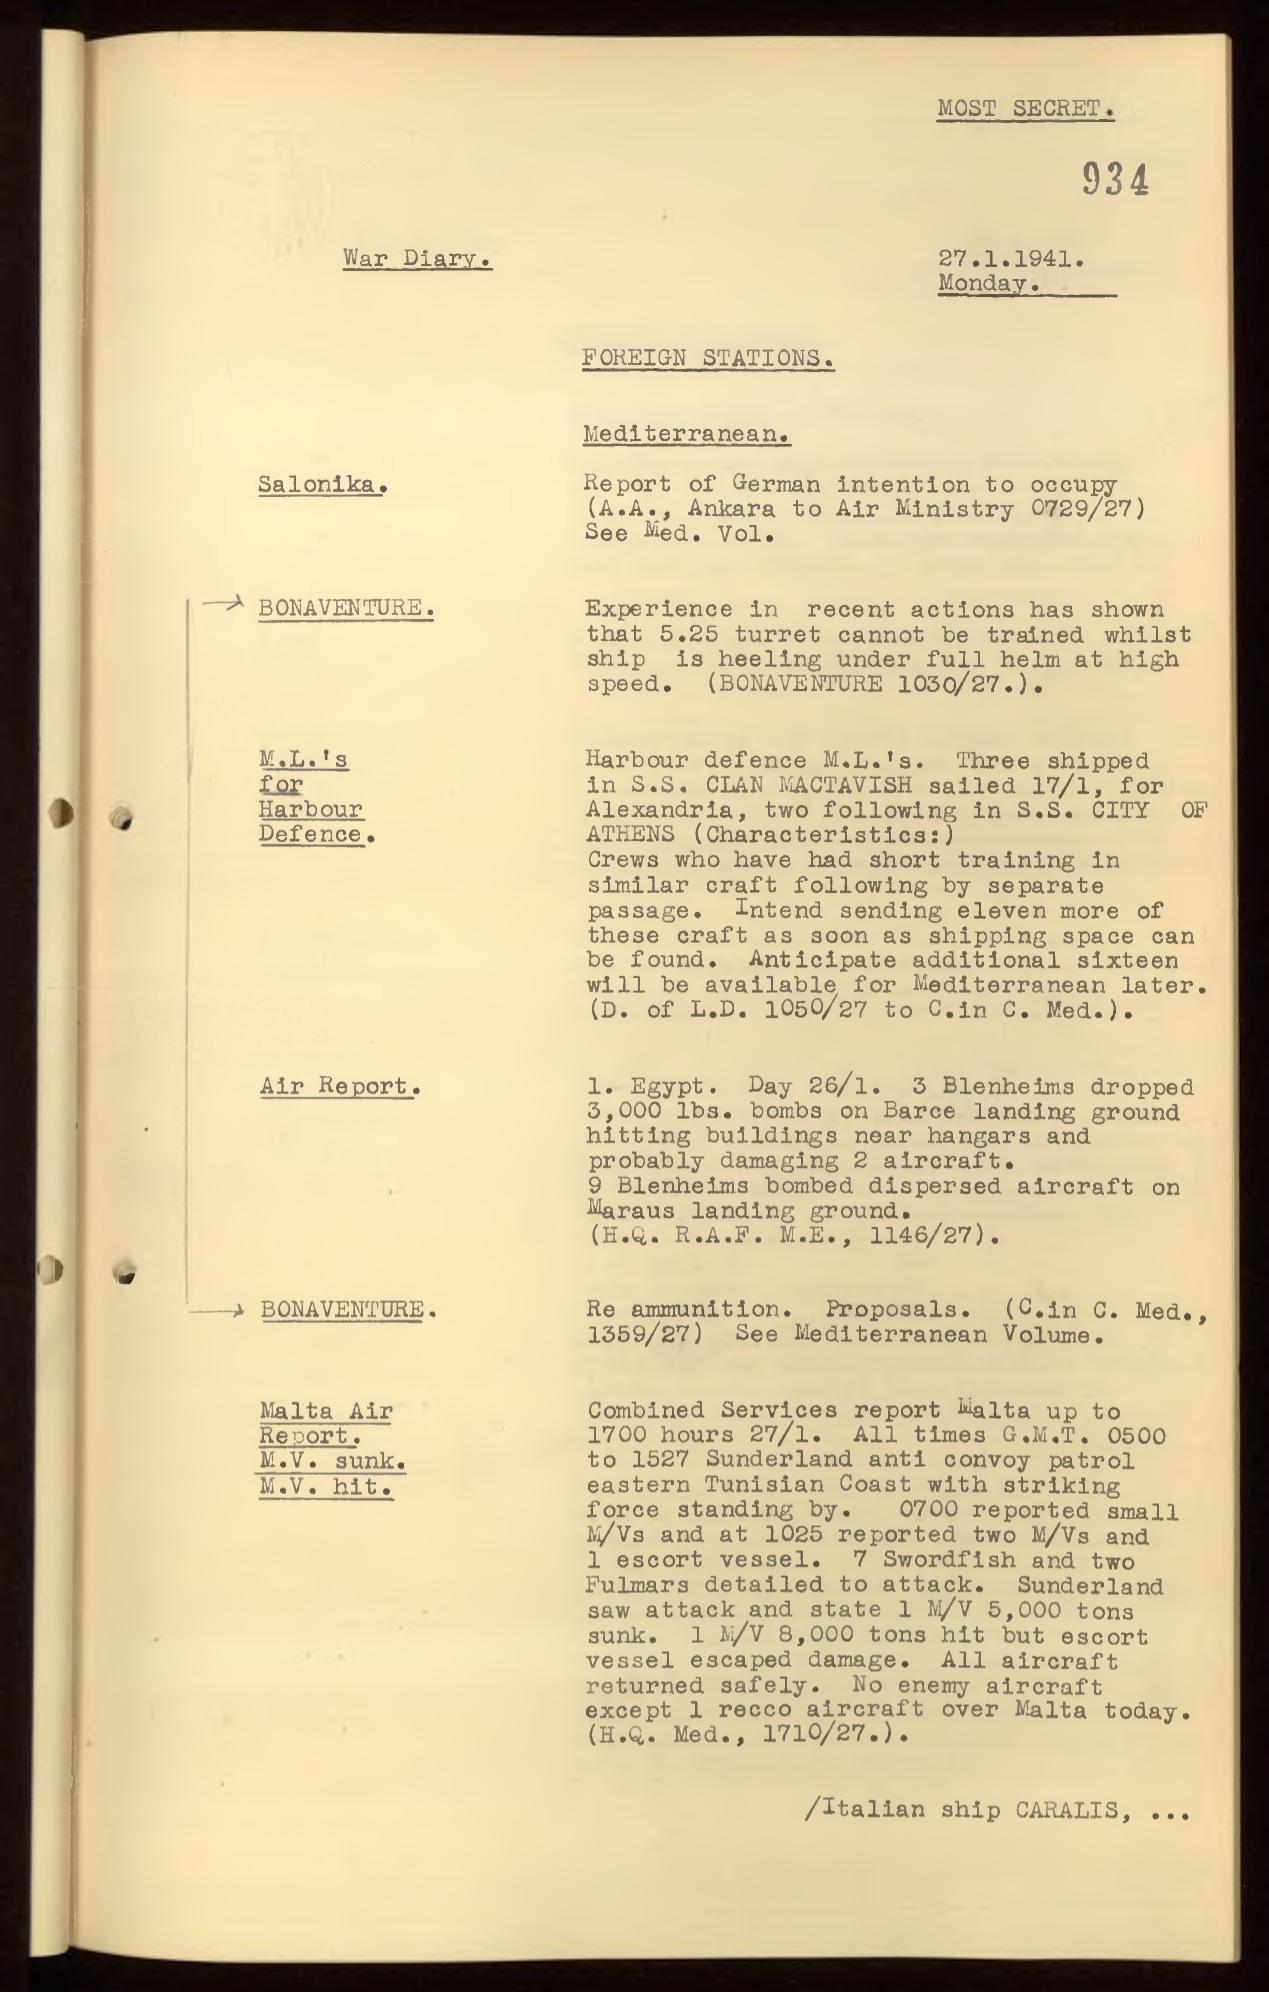 MOST SECRET.
934
War Diary.
27.1.1941.
Monday.
FOREIGN STATIONS.
Mediterranean.
Salonika.
Report of German intention to occupy
(A.A., Ankara to Air Ministry 0729/27)
See Med. Vol.
BONAVENTURE.
Experience in recent actions has shown
that 5.25 turret cannot be trained whilst
ship is heeling under full helm at high
speed. (BONAVENTURE 1030/27.).
M.L.'s
for
Harbour
Defence.
Harbour defence M.L.'s. Three shipped
in S.S. CLAN MACTAVISH sailed 17/1, for
Alexandria, two following in S.S. CITY OF
ATHENS (Characteristics:)
Crews who have had short training in
similar craft following by separate
passage. Intend sending eleven more of
these craft as soon as shipping space can
be found. Anticipate additional sixteen
will be available for Mediterranean later.
(D. of L.D. 1050/27 to C.in C. Med.).
Air Report.
1. Egypt. Day 26/1. 3 Blenheims dropped
3,000 lbs. bombs on Barce landing ground
hitting buildings near hangars and
probably damaging 2 aircraft.
9 Blenheims bombed dispersed aircraft on
Maraus landing ground.
(H.Q. R.A.F. M.E., 1146/27).
BONAVENTURE.
Re ammunition. Proposals. (C.in C. Med.,
1359/27) See Mediterranean Volume.
Malta Air
Report.
M.V. sunk.
M.V. hit.
Combined Services report Malta up to
1700 hours 27/1. All times G.M.T. 0500
to 1527 Sunderland anti convoy patrol
eastern Tunisian Coast with striking
force standing by. 0700 reported small
M/Vs and at 1025 reported two M/Vs and
1 escort vessel. 7 Swordfish and two
Fulmars detailed to attack. Sunderland
saw attack and state 1 M/V 5,000 tons
sunk. 1 M/V 8,000 tons hit but escort
vessel escaped damage. All aircraft
returned safely. No enemy aircraft
except 1 recco aircraft over Malta today.
(H.Q. Med., 1710/27.).
/Italian ship CARALIS, ...